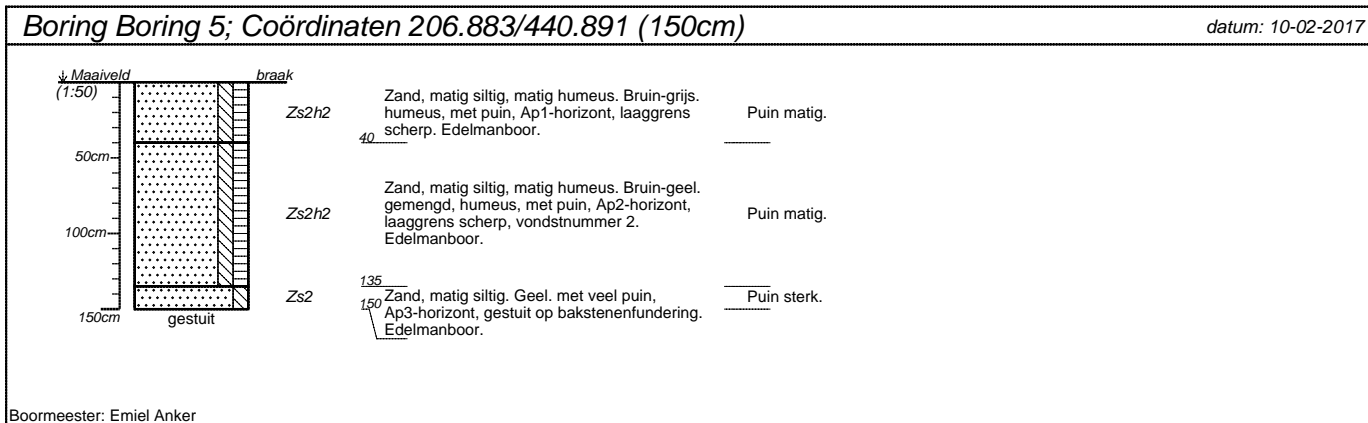 Boring Boring 5; Coördinaten 206.883/440.891 (150cm)
datum: 10-02-2017
Maaiveld
braak
(1:50)
50cm
100cm
150cm
gestuit
Zs2h2
40
Zand, matig siltig, matig humeus. Bruin-grijs.
humeus, met puin, Ap1-horizont, laaggrens
scherp. Edelmanboor.
Puin matig.
Zs2h2
Zand, matig siltig, matig humeus. Bruin-geel.
gemengd, humeus, met puin, Ap2-horizont,
laaggrens scherp, vondstnummer 2.
Edelmanboor.
Puin matig.
Zs2
135
150
Zand, matig siltig. Geel. met veel puin,
Ap3-horizont, gestuit op bakstenenfundering.
Edelmanboor.
Puin sterk.
Boormeester: Emiel Anker